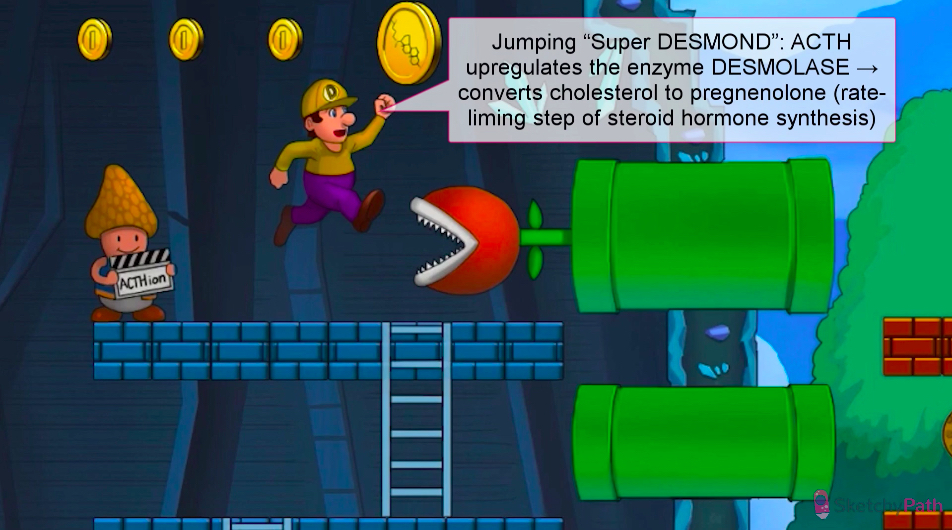 Jumping “Super DESMOND”: ACTH
upregulates the enzyme DESMOLASE →
converts cholesterol to pregnenolone (rate-
liming step of steroid hormone synthesis)
ACTHion
SketchyPath